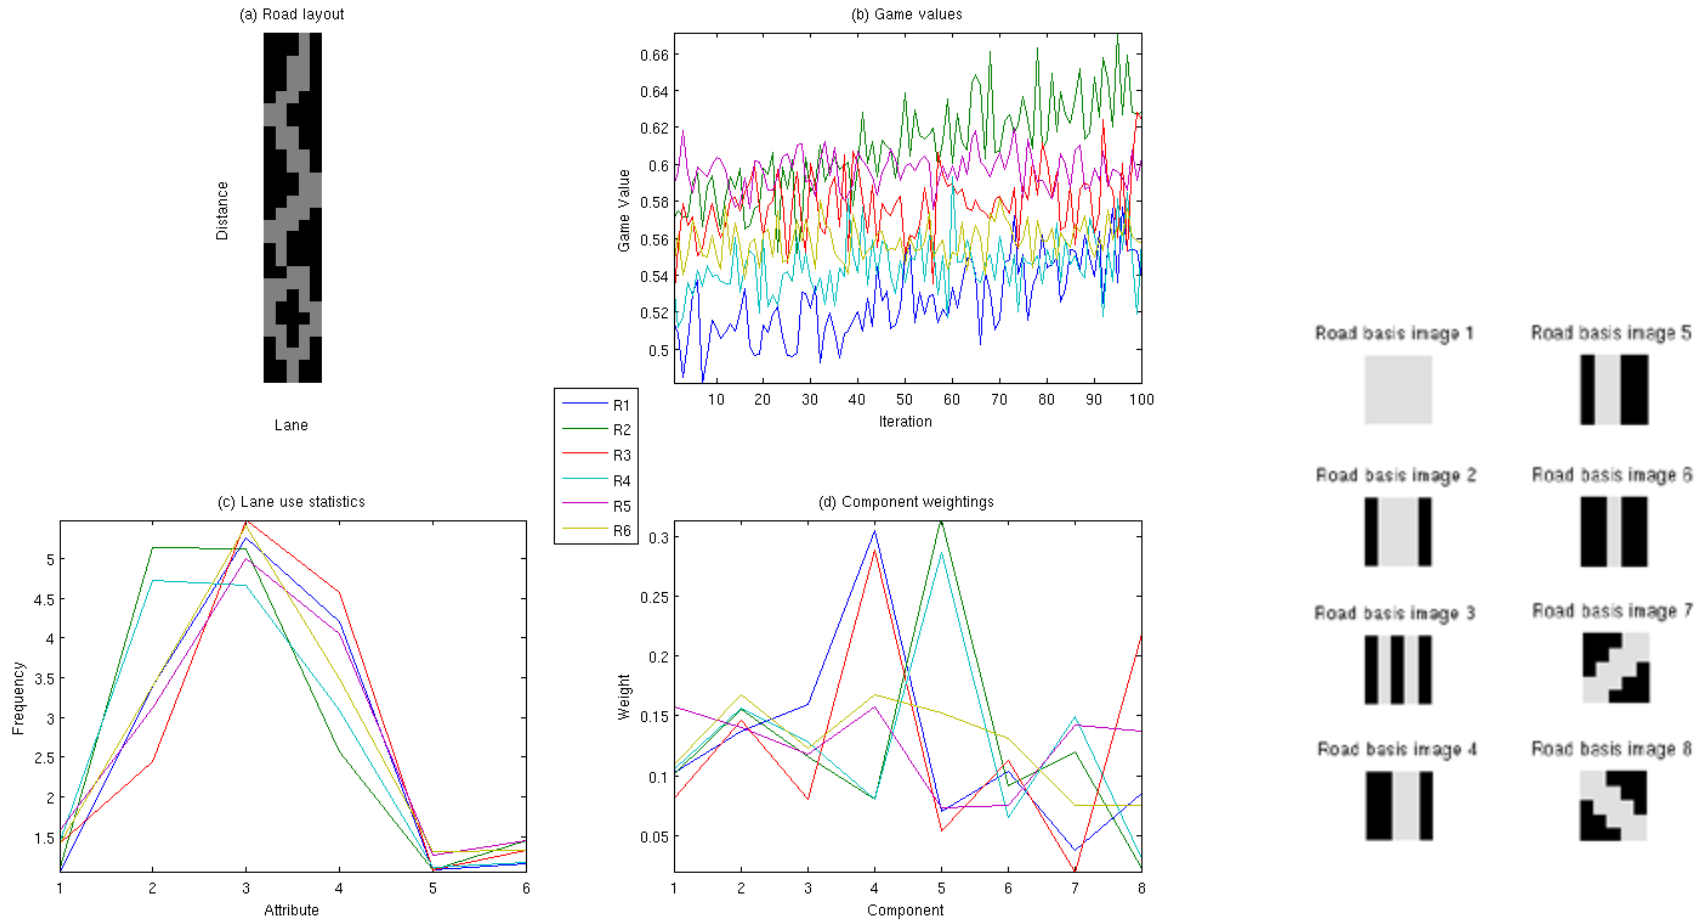 (a) Road layout
Distance
Lane
(b) Game values
0.66
0.64
0.62
0.6
0.58
0.56
0.54
0.52
0.5
Game Value
10 20 30 40 50 60 70 80 90 100
Iteration
R1
R2
R3
R4
R5
R6
(c) Lane use statistics
5
4.5
4
3.5
3
2.5
2
1.5
Frequency
1 2 3 4 5 6
Attribute
(d) Component weightings
0.3
0.25
0.2
0.15
0.1
0.05
Weight
1 2 3 4 5 6 7 8
Component
Road basis image 1
Road basis image 2
Road basis image 3
Road basis image 4
Road basis image 5
Road basis image 6
Road basis image 7
Road basis image 8